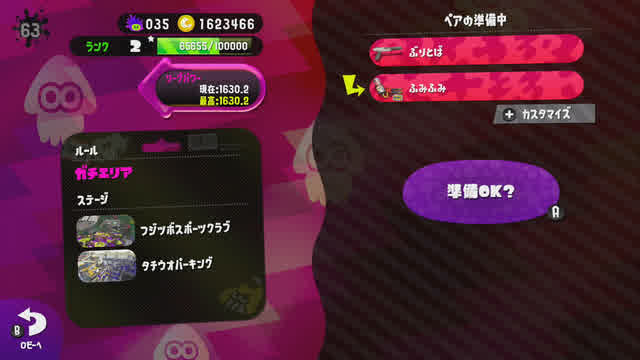 63
035 1623466
ランク 2 65655/100000
リーグパワー
現在:1630.2
最高:1630.2
ルール
ガチエリア
ステージ
フジツボスポーツクラブ
タチウオパーキング
B
ロビーへ
ペアの準備中
ぷりとぱ
ふみふみ
+ カスタマイズ
準備OK?
A